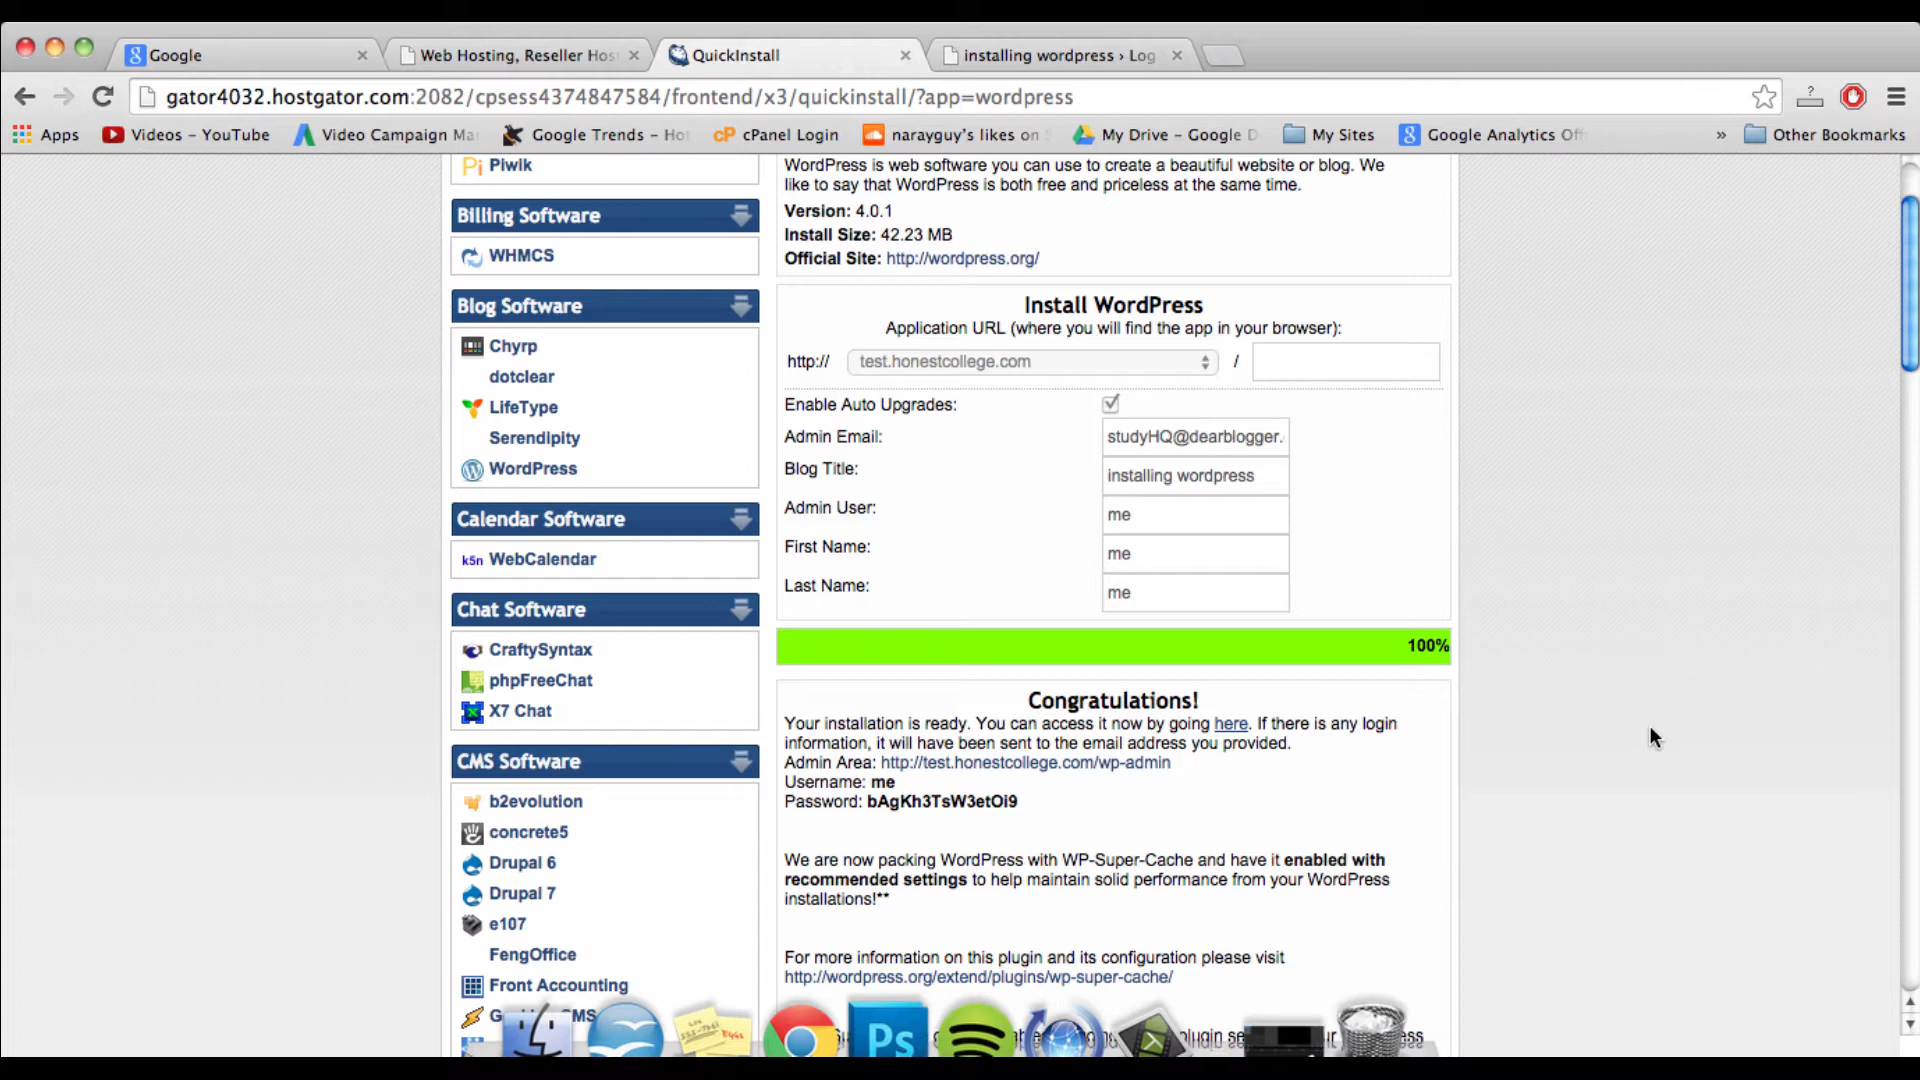 Google
Web Hosting, Reseller Hos
QuickInstall
installing wordpress › Log
gator4032.hostgator.com:2082/cpsess4374847584/frontend/x3/quickinstall/?app=wordpress
Apps
Videos - YouTube
Video Campaign Ma
Google Trends - Ho
cPanel Login
narayguy's likes on S
My Drive - Google D
My Sites
Google Analytics Off
»
Other Bookmarks
Piwik
Billing Software
WHMCS
Blog Software
Chyrp
dotclear
LifeType
Serendipity
WordPress
Calendar Software
k5n WebCalendar
Chat Software
CraftySyntax
phpFreeChat
X7 Chat
CMS Software
b2evolution
concrete5
Drupal 6
Drupal 7
e107
FengOffice
Front Accounting
WordPress is web software you can use to create a beautiful website or blog. We
like to say that WordPress is both free and priceless at the same time.
Version: 4.0.1
Install Size: 42.23 MB
Official Site: http://wordpress.org/
Install WordPress
Application URL (where you will find the app in your browser):
http:// test.honestcollege.com /
Enable Auto Upgrades:
Admin Email: studyHQ@dearblogger.
Blog Title: installing wordpress
Admin User: me
First Name: me
Last Name: me
100%
Congratulations!
Your installation is ready. You can access it now by going here. If there is any login
information, it will have been sent to the email address you provided.
Admin Area: http://test.honestcollege.com/wp-admin
Username: me
Password: bAgKh3TsW3etOi9
We are now packing WordPress with WP-Super-Cache and have it enabled with
recommended settings to help maintain solid performance from your WordPress
installations!**
For more information on this plugin and its configuration please visit
http://wordpress.org/extend/plugins/wp-super-cache/
Ps